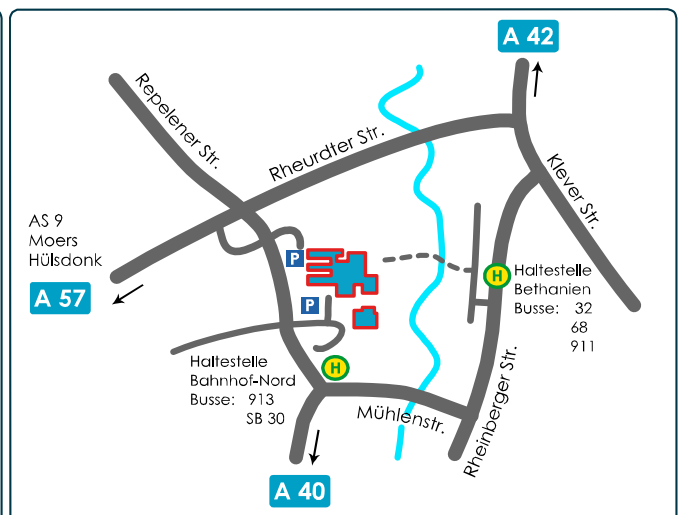 A 42
Repelener Str.
Rheurdter Str.
Klever Str.
AS 9
Moers
Hülsdonk
A 57
P
P
H
Haltestelle
Bethanien
Busse: 32
68
911
Haltestelle
Bahnhof-Nord
Busse: 913
SB 30
H
Mühlenstr.
Rheinberger Str.
A 40